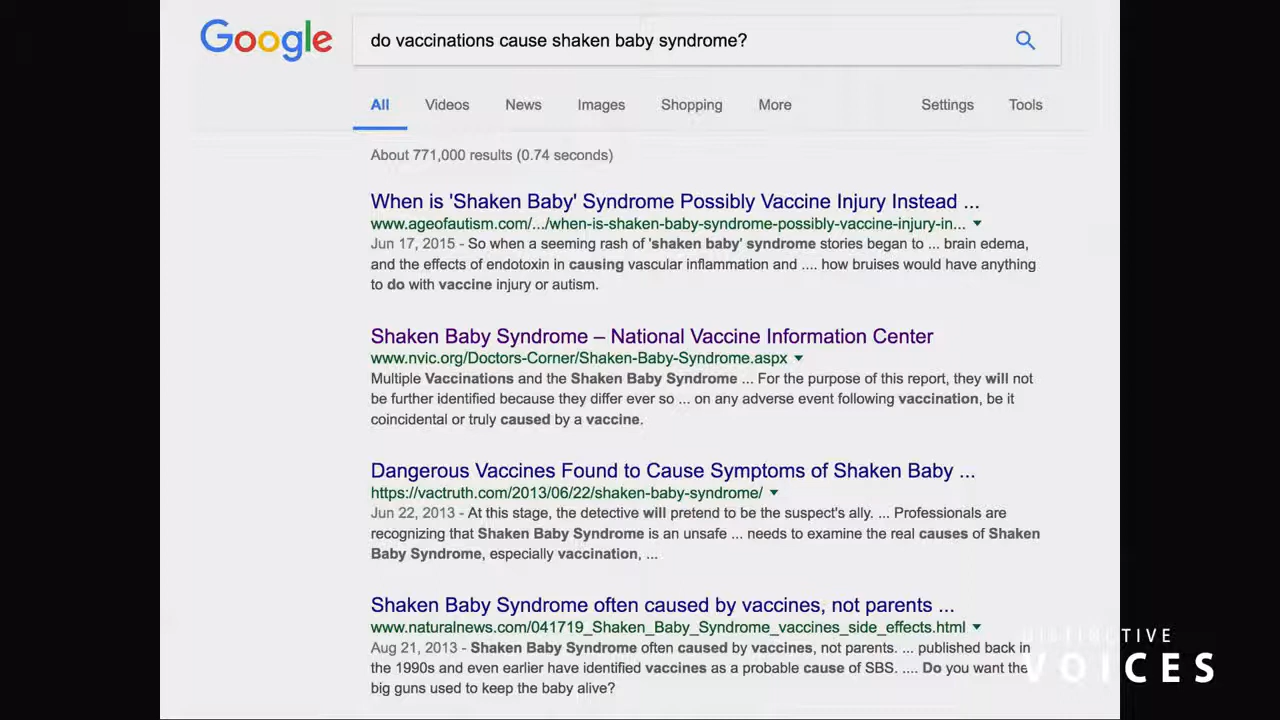 Google
do vaccinations cause shaken baby syndrome?
All Videos News Images Shopping More Settings Tools
About 771,000 results (0.74 seconds)
When is 'Shaken Baby' Syndrome Possibly Vaccine Injury Instead ...
www.ageofautism.com/.../when-is-shaken-baby-syndrome-possibly-vaccine-injury-in...
Jun 17, 2015 - So when a seeming rash of 'shaken baby' syndrome stories began to ... brain edema,
and the effects of endotoxin in causing vascular inflammation and .... how bruises would have anything
to do with vaccine injury or autism.
Shaken Baby Syndrome – National Vaccine Information Center
www.nvic.org/Doctors-Corner/Shaken-Baby-Syndrome.aspx
Multiple Vaccinations and the Shaken Baby Syndrome ... For the purpose of this report, they will not
be further identified because they differ ever so ... on any adverse event following vaccination, be it
coincidental or truly caused by a vaccine.
Dangerous Vaccines Found to Cause Symptoms of Shaken Baby ...
https://vactruth.com/2013/06/22/shaken-baby-syndrome/
Jun 22, 2013 - At this stage, the detective will pretend to be the suspect's ally. ... Professionals are
recognizing that Shaken Baby Syndrome is an unsafe ... needs to examine the real causes of Shaken
Baby Syndrome, especially vaccination, ...
Shaken Baby Syndrome often caused by vaccines, not parents ...
www.naturalnews.com/041719_Shaken_Baby_Syndrome_vaccines_side_effects.html
Aug 21, 2013 - Shaken Baby Syndrome often caused by vaccines, not parents. ... published back in
the 1990s and even earlier have identified vaccines as a probable cause of SBS. .... Do you want the
big guns used to keep the baby alive?
DISTINCTIVE
VOICES